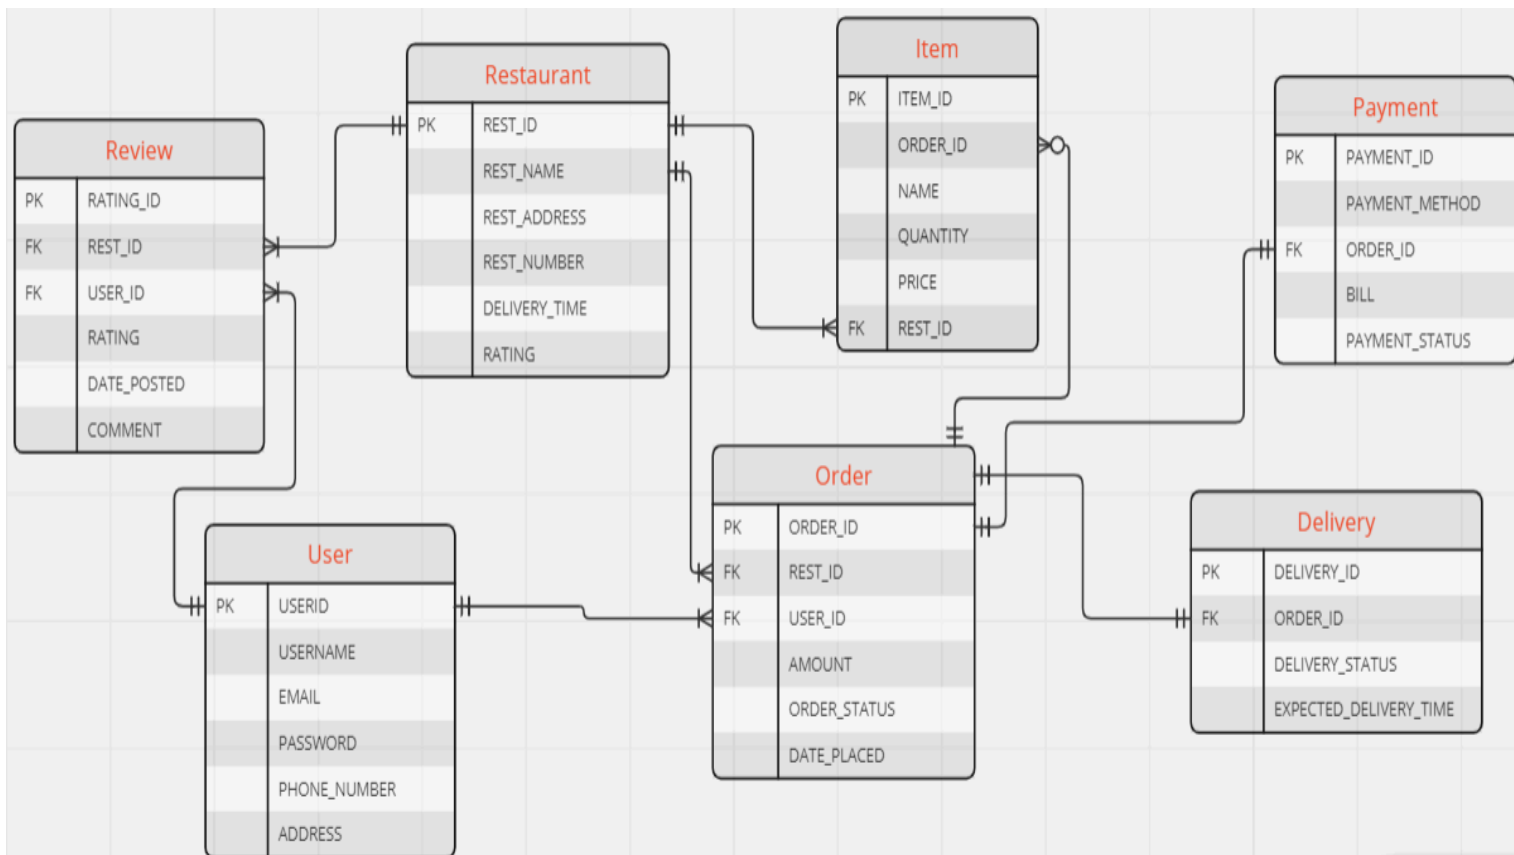 Review
PK RATING_ID
FK REST_ID
FK USER_ID
RATING
DATE_POSTED
COMMENT
Restaurant
PK REST_ID
REST_NAME
REST_ADDRESS
REST_NUMBER
DELIVERY_TIME
RATING
Item
PK ITEM_ID
ORDER_ID
NAME
QUANTITY
PRICE
FK REST_ID
Payment
PK PAYMENT_ID
PAYMENT_METHOD
FK ORDER_ID
BILL
PAYMENT_STATUS
User
PK USERID
USERNAME
EMAIL
PASSWORD
PHONE_NUMBER
ADDRESS
Order
PK ORDER_ID
FK REST_ID
FK USER_ID
AMOUNT
ORDER_STATUS
DATE_PLACED
Delivery
PK DELIVERY_ID
FK ORDER_ID
DELIVERY_STATUS
EXPECTED_DELIVERY_TIME